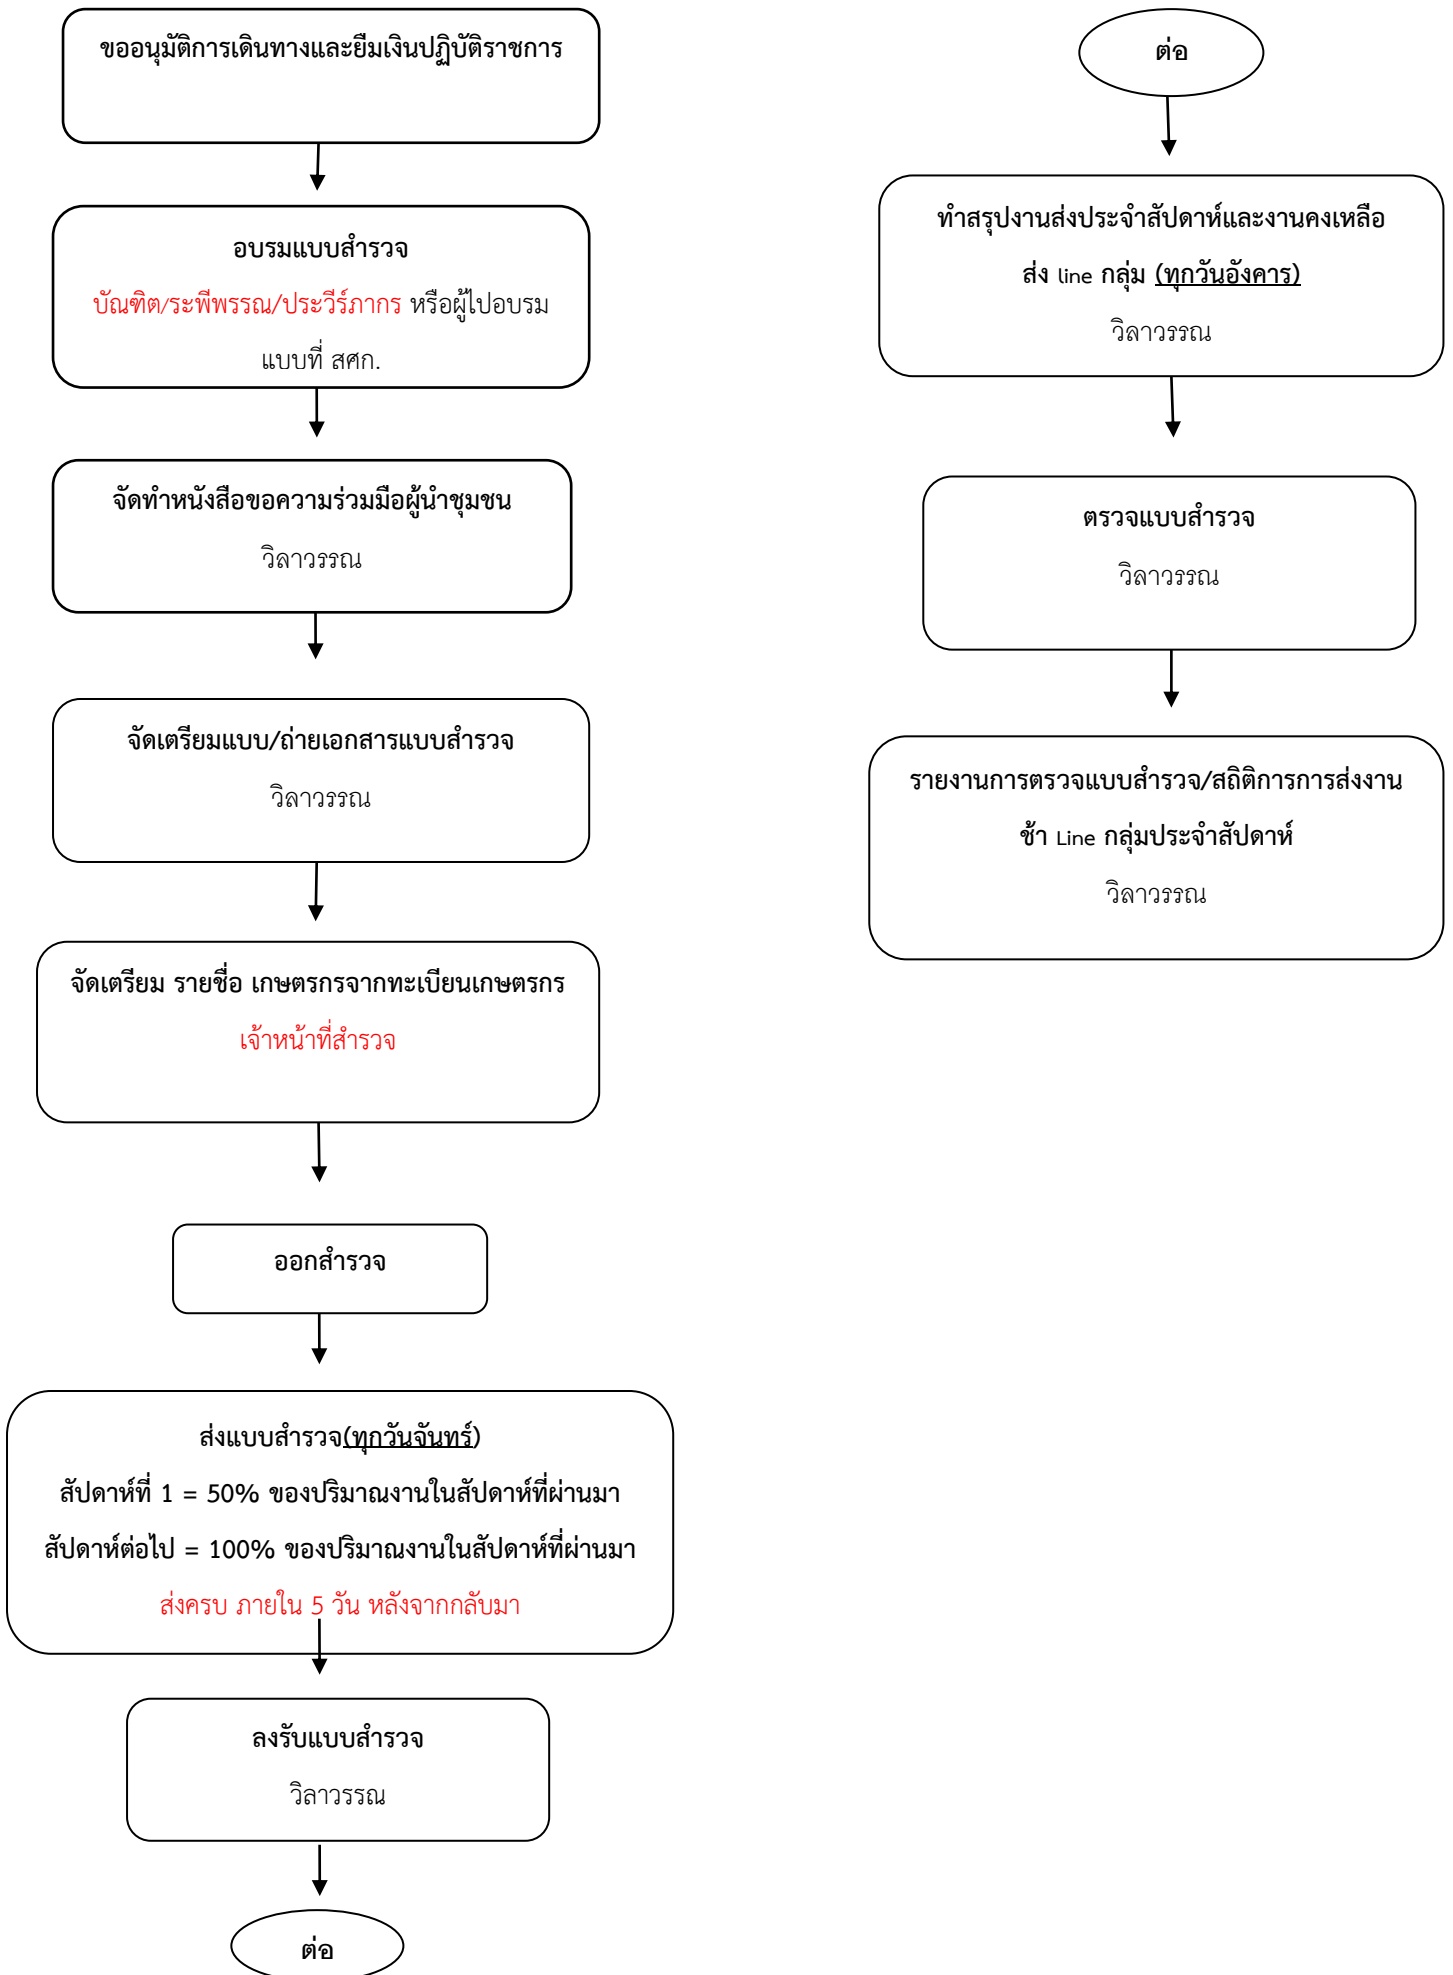 ขออนุมัติการเดินทางและยืมเงินปฏิบัติราชการ
อบรมแบบสำรวจ
บัณฑิต/ระพีพรรณ/ประวีร์ภากร หรือผู้ไปอบรม
แบบที่ สศก.
จัดทำหนังสือขอความร่วมมือผู้นำชุมชน
วิลาวรรณ
จัดเตรียมแบบ/ถ่ายเอกสารแบบสำรวจ
วิลาวรรณ
จัดเตรียม รายชื่อ เกษตรกรจากทะเบียนเกษตรกร
เจ้าหน้าที่สำรวจ
ออกสำรวจ
ส่งแบบสำรวจ(ทุกวันจันทร์)
สัปดาห์ที่ 1 = 50% ของปริมาณงานในสัปดาห์ที่ผ่านมา
สัปดาห์ต่อไป = 100% ของปริมาณงานในสัปดาห์ที่ผ่านมา
ส่งครบ ภายใน 5 วัน หลังจากกลับมา
ลงรับแบบสำรวจ
วิลาวรรณ
ต่อ
ต่อ
ทำสรุปงานส่งประจำสัปดาห์และงานคงเหลือ
ส่ง line กลุ่ม (ทุกวันอังคาร)
วิลาวรรณ
ตรวจแบบสำรวจ
วิลาวรรณ
รายงานการตรวจแบบสำรวจ/สถิติการการส่งงาน
ช้า Line กลุ่มประจำสัปดาห์
วิลาวรรณ